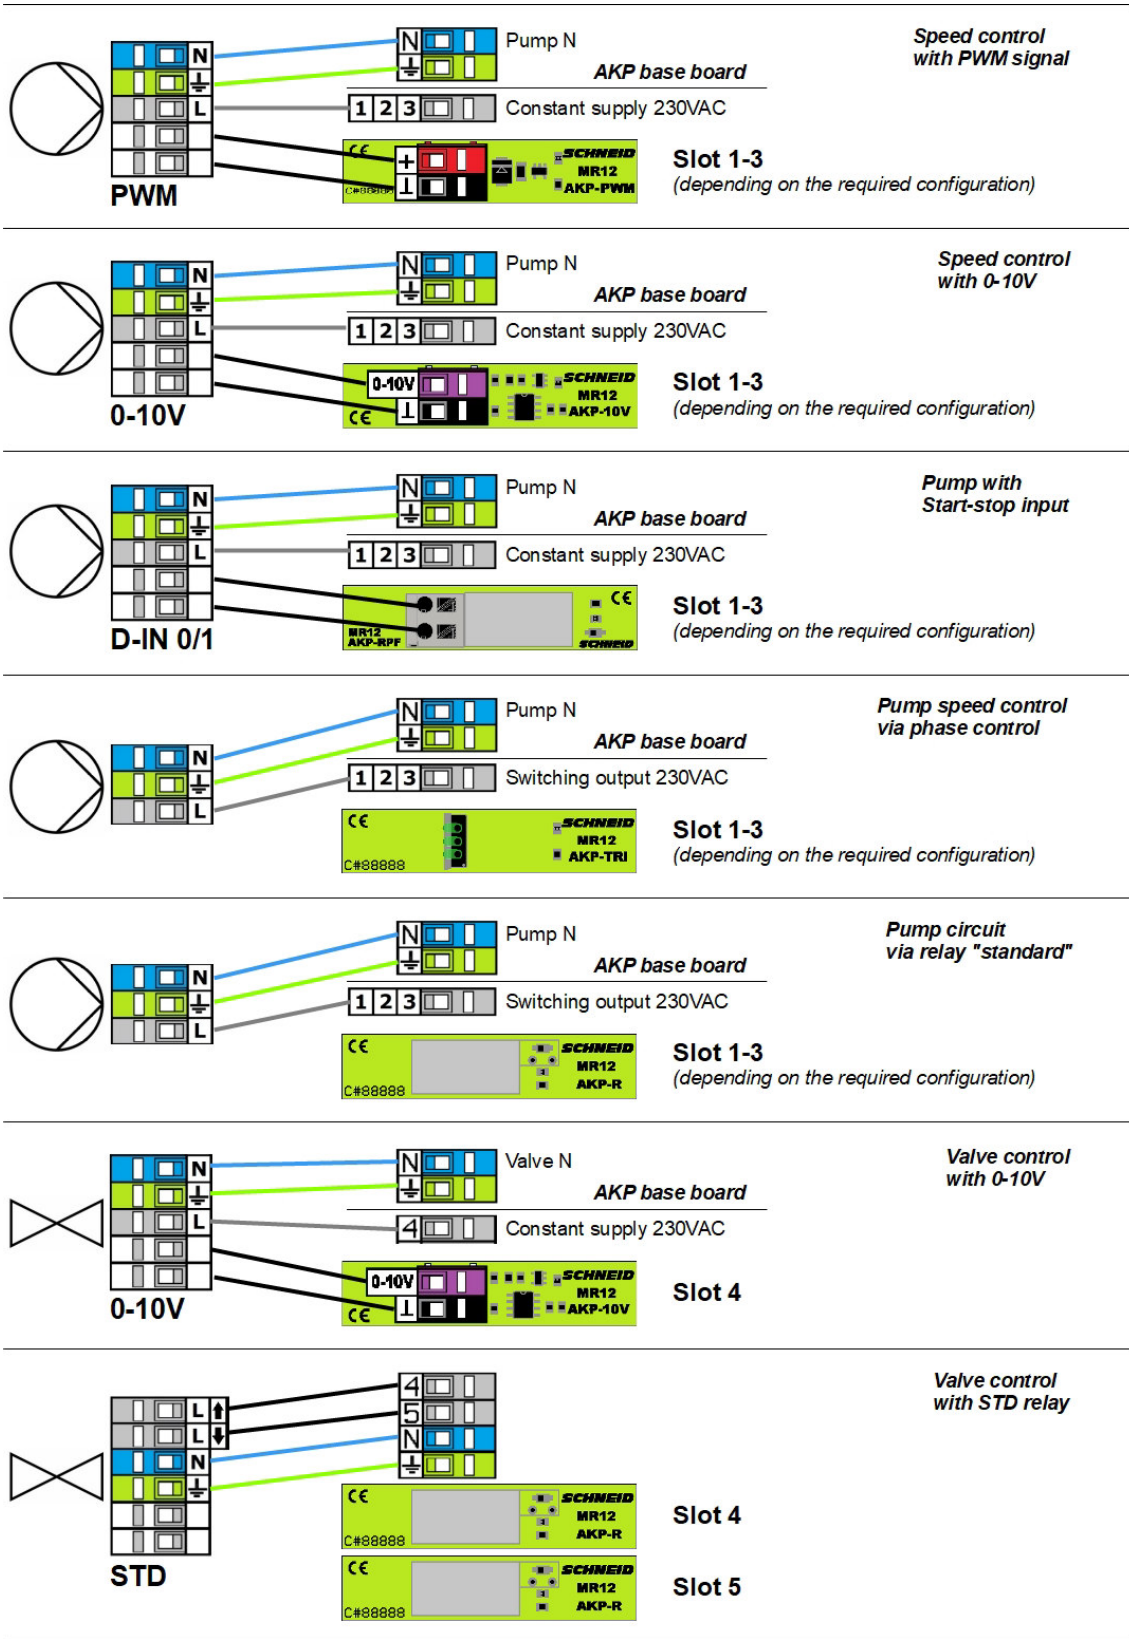 Speed control
with PWM signal
N
N
Pump N
L
AKP base board
1 2 3
Constant supply 230VAC
PWM
CE
+
C#88888
SCHNEID
MR12
AKP-PWM
Slot 1-3
(depending on the required configuration)
Speed control
with 0-10V
N
N
Pump N
L
AKP base board
1 2 3
Constant supply 230VAC
0-10V
0-10V
CE
SCHNEID
MR12
AKP-10V
Slot 1-3
(depending on the required configuration)
Pump with
Start-stop input
N
N
Pump N
L
AKP base board
1 2 3
Constant supply 230VAC
D-IN 0/1
MR12
AKP-RPF
CE
SCHNEID
Slot 1-3
(depending on the required configuration)
Pump speed control
via phase control
N
N
Pump N
L
AKP base board
1 2 3
Switching output 230VAC
CE
C#88888
SCHNEID
MR12
AKP-TRI
Slot 1-3
(depending on the required configuration)
Pump circuit
via relay "standard"
N
N
Pump N
L
AKP base board
1 2 3
Switching output 230VAC
CE
C#88888
SCHNEID
MR12
AKP-R
Slot 1-3
(depending on the required configuration)
Valve control
with 0-10V
N
N
Valve N
L
AKP base board
4
Constant supply 230VAC
0-10V
0-10V
CE
SCHNEID
MR12
AKP-10V
Slot 4
Valve control
with STD relay
L
L
N
4
5
N
STD
CE
C#88888
SCHNEID
MR12
AKP-R
Slot 4
CE
C#88888
SCHNEID
MR12
AKP-R
Slot 5